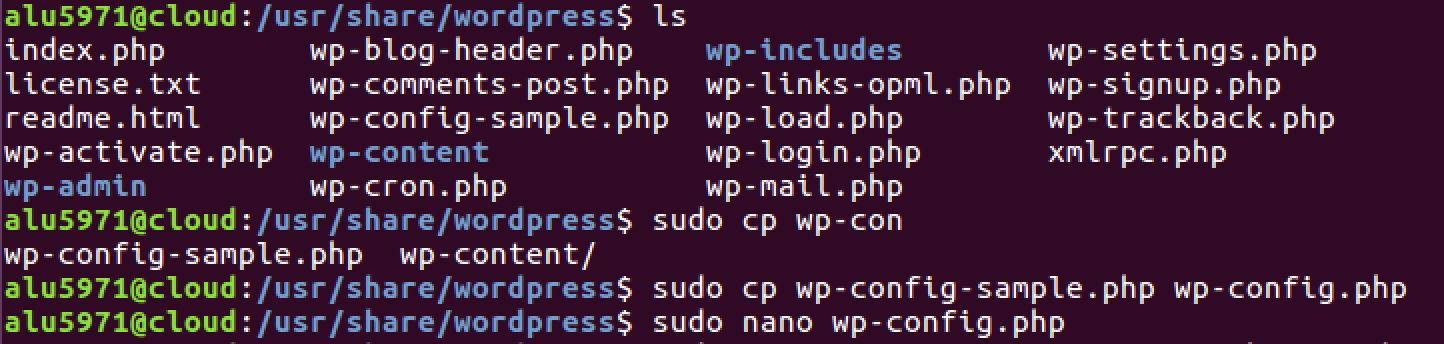 alu5971@cloud:/usr/share/wordpress$ ls
index.php        wp-blog-header.php    wp-includes        wp-settings.php
license.txt      wp-comments-post.php  wp-links-opml.php  wp-signup.php
readme.html      wp-config-sample.php  wp-load.php        wp-trackback.php
wp-activate.php  wp-content            wp-login.php       xmlrpc.php
wp-admin         wp-cron.php           wp-mail.php
alu5971@cloud:/usr/share/wordpress$ sudo cp wp-con
wp-config-sample.php  wp-content/
alu5971@cloud:/usr/share/wordpress$ sudo cp wp-config-sample.php wp-config.php
alu5971@cloud:/usr/share/wordpress$ sudo nano wp-config.php